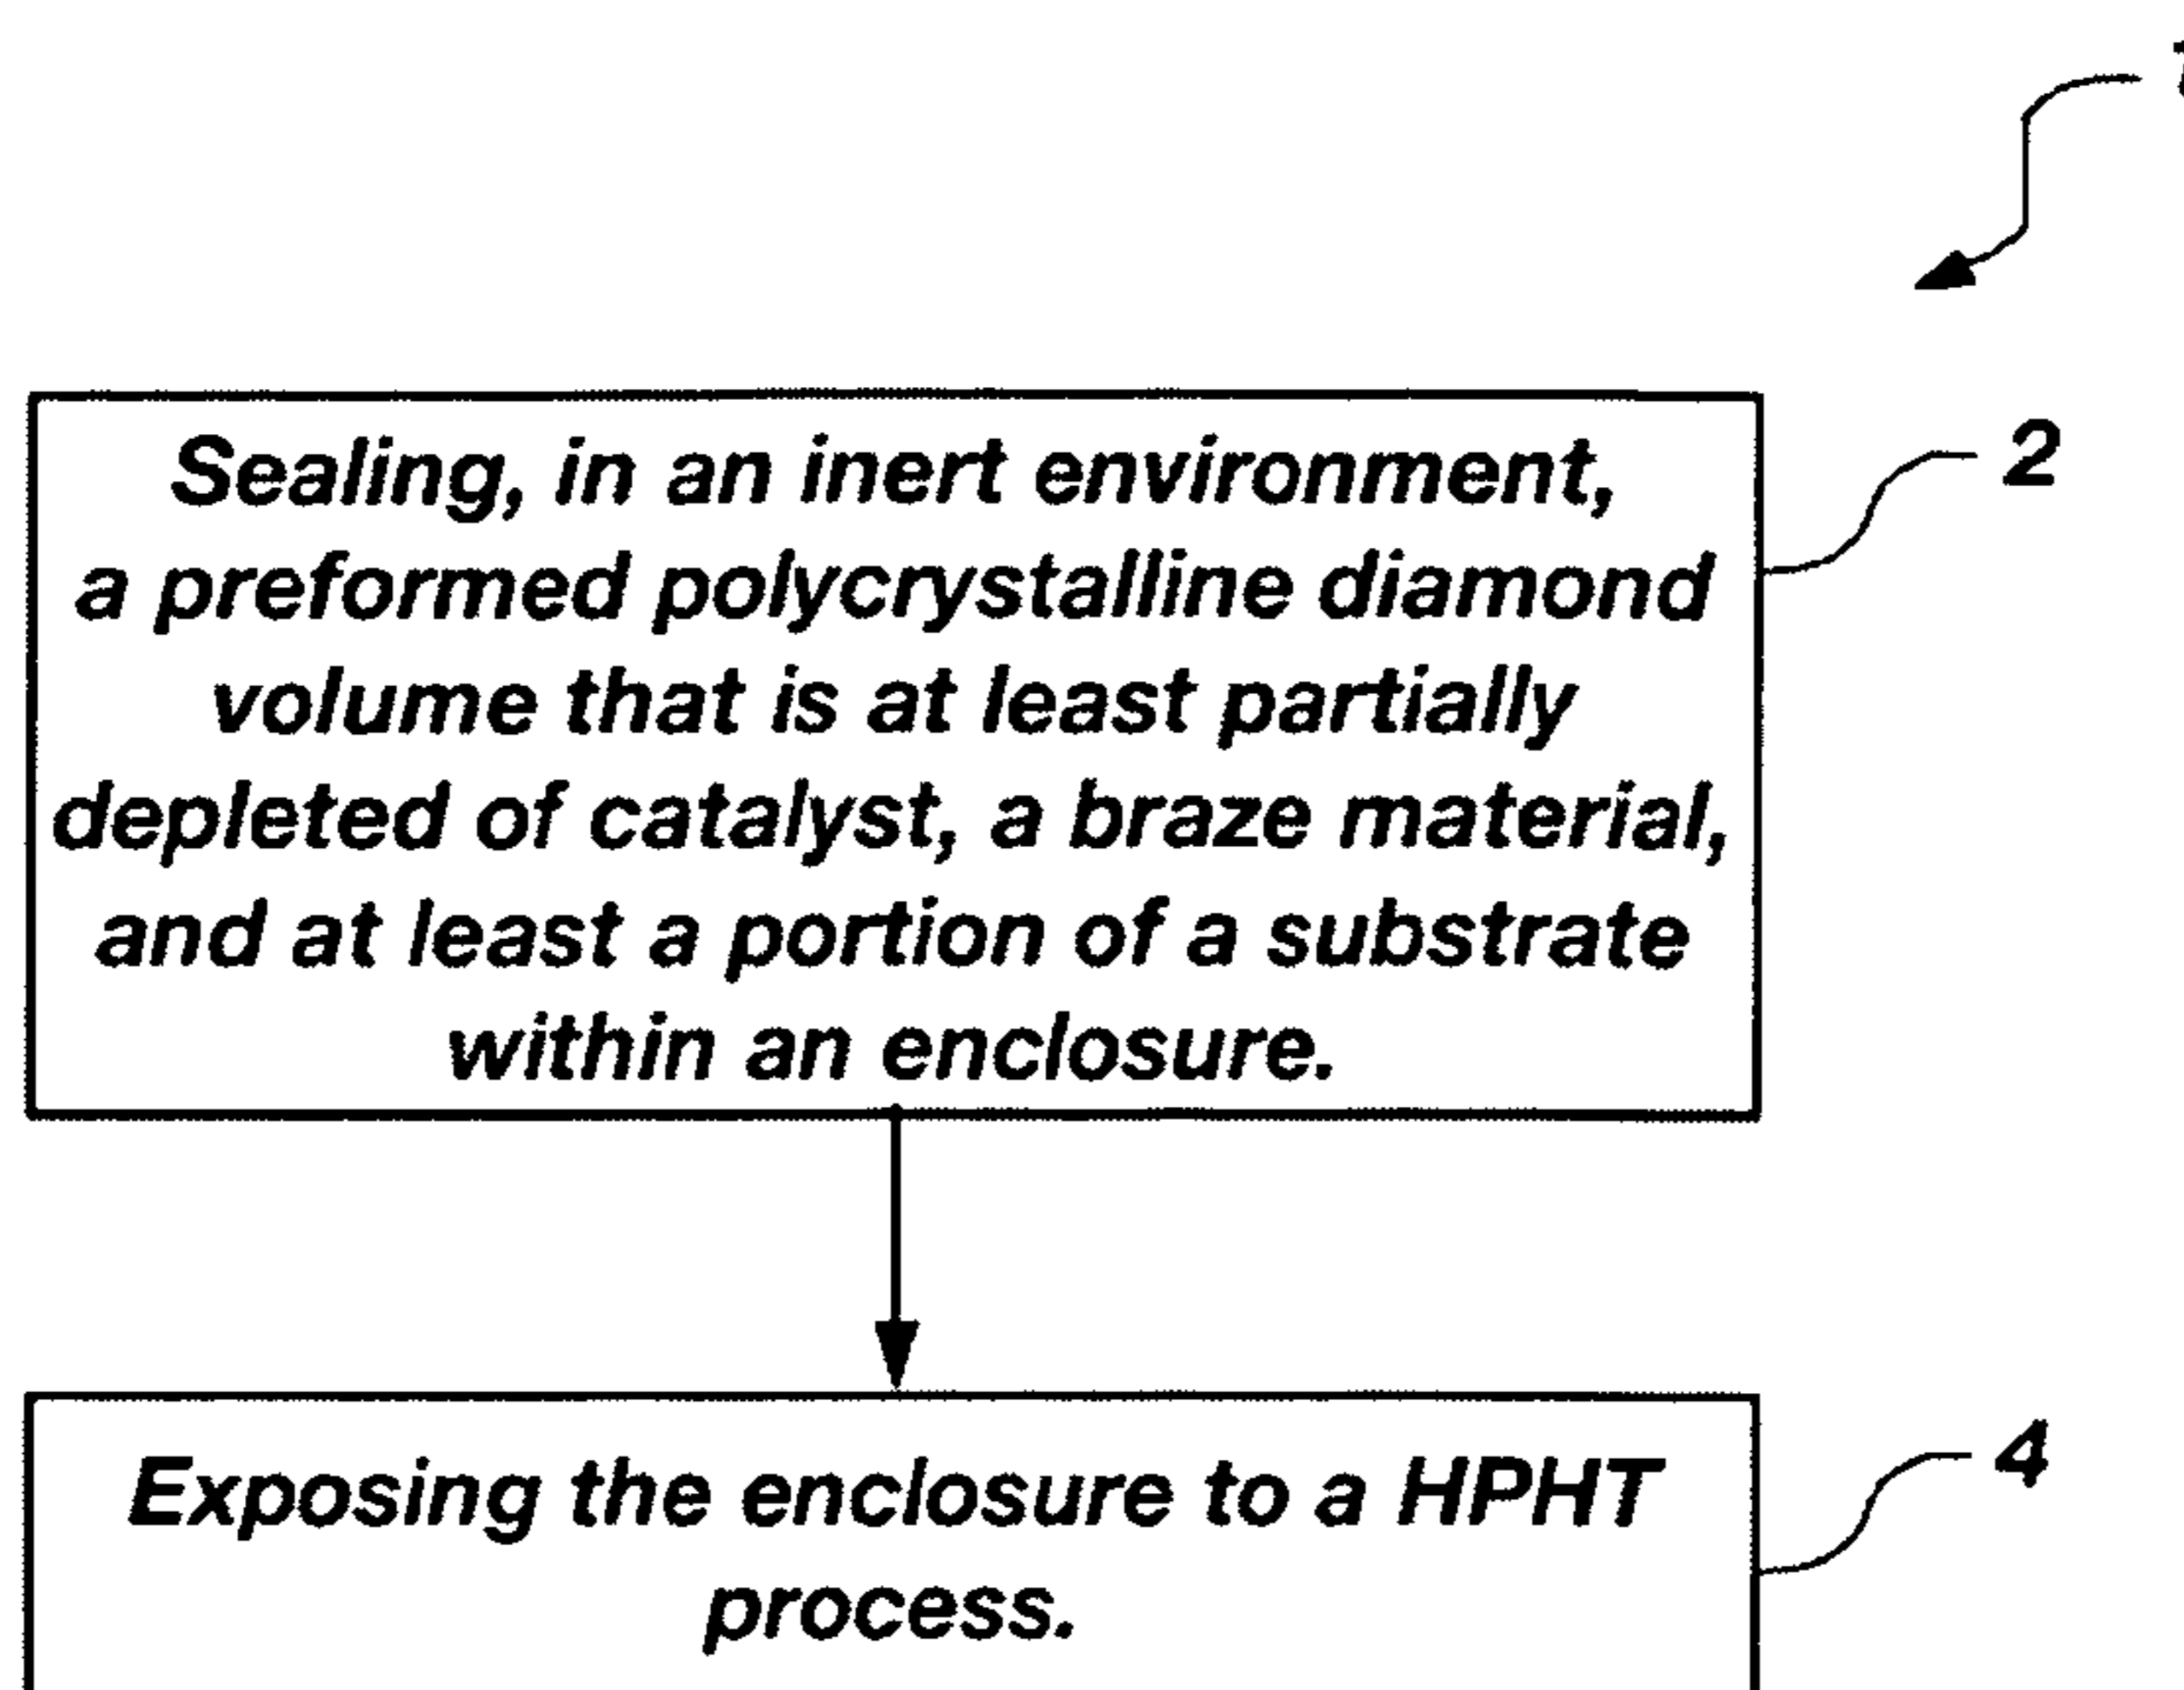 2
Sealing, in an inert environment,
a preformed polycrystalline diamond
volume that is at least partially
depleted of catalyst, a braze material,
and at least a portion of a substrate
within an enclosure.
4
Exposing the enclosure to a HPHT
process.